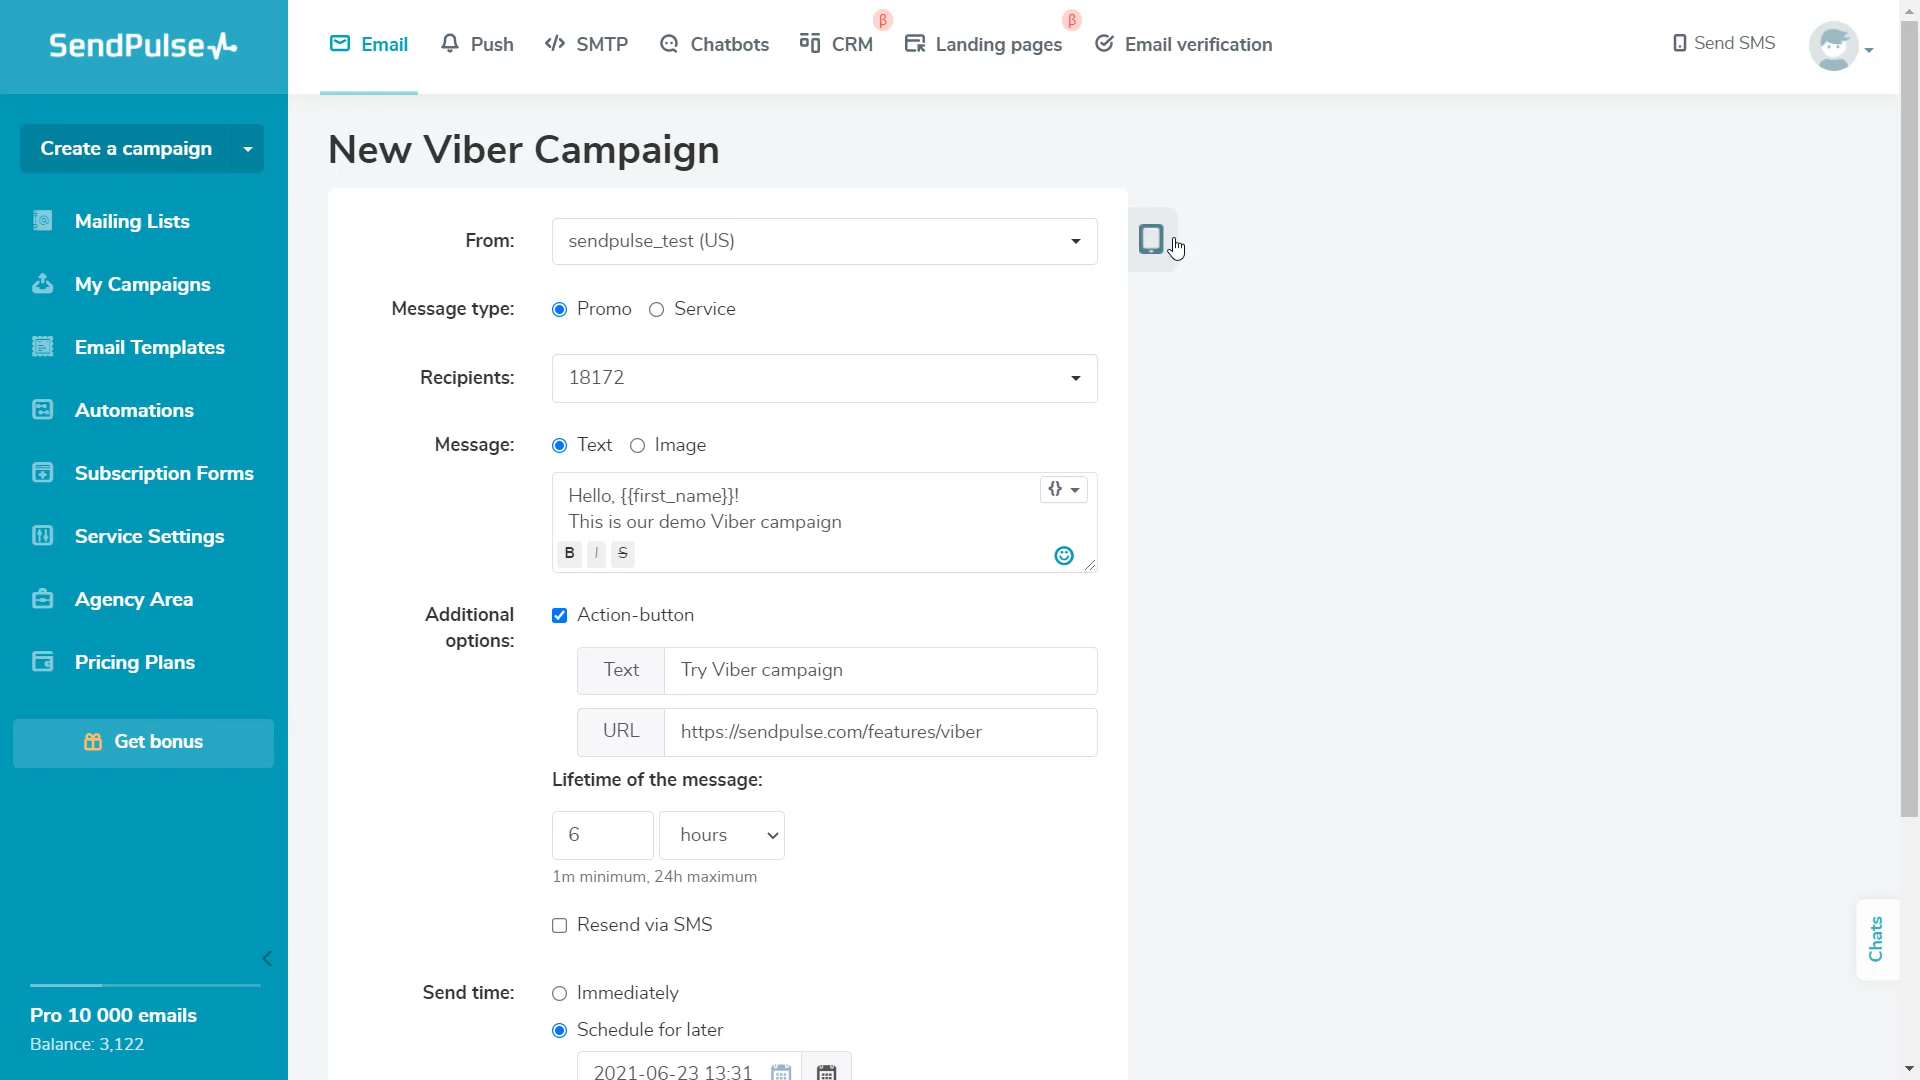 SendPulse
Email
Push
SMTP
Chatbots
CRM
β
Landing pages
β
Email verification
Send SMS
Create a campaign
Mailing Lists
My Campaigns
Email Templates
Automations
Subscription Forms
Service Settings
Agency Area
Pricing Plans
Get bonus
Pro 10 000 emails
Balance: 3,122
New Viber Campaign
From:
sendpulse_test (US)
Message type:
Promo
Service
Recipients:
18172
Message:
Text
Image
Hello, {{first_name}}!
{}
This is our demo Viber campaign
B I S
Additional
options:
Action-button
Text
Try Viber campaign
URL
https://sendpulse.com/features/viber
Lifetime of the message:
6
hours
1m minimum, 24h maximum
Resend via SMS
Send time:
Immediately
Schedule for later
2021-06-23 13:31
Chats